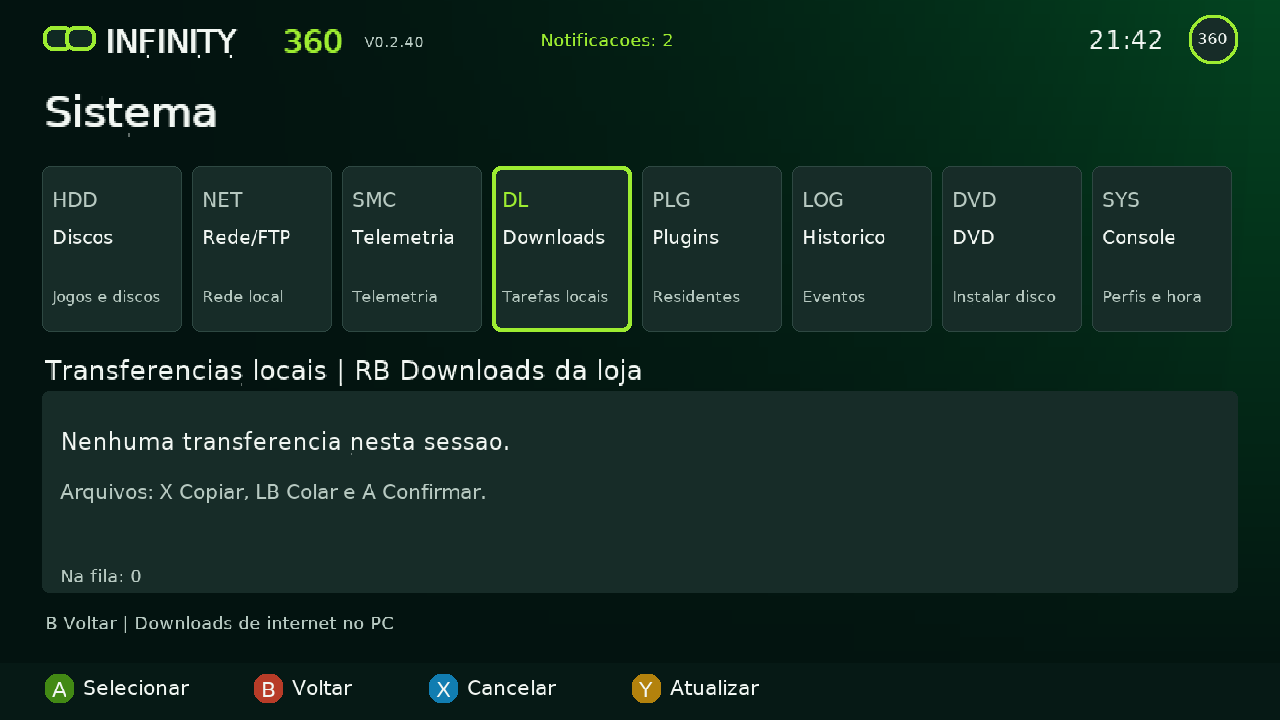 INFINITY 360 V0.2.40 Notificacoes: 2 21:42 360
Sistema
HDD NET SMC DL PLG LOG DVD SYS
Discos Rede/FTP Telemetria Downloads Plugins Historico DVD Console
Jogos e discos Rede local Telemetria Tarefas locais Residentes Eventos Instalar disco Perfis e hora
Transferencias locais | RB Downloads da loja
Nenhuma transferencia nesta sessao.
Arquivos: X Copiar, LB Colar e A Confirmar.
Na fila: 0
B Voltar | Downloads de internet no PC
A Selecionar B Voltar X Cancelar Y Atualizar